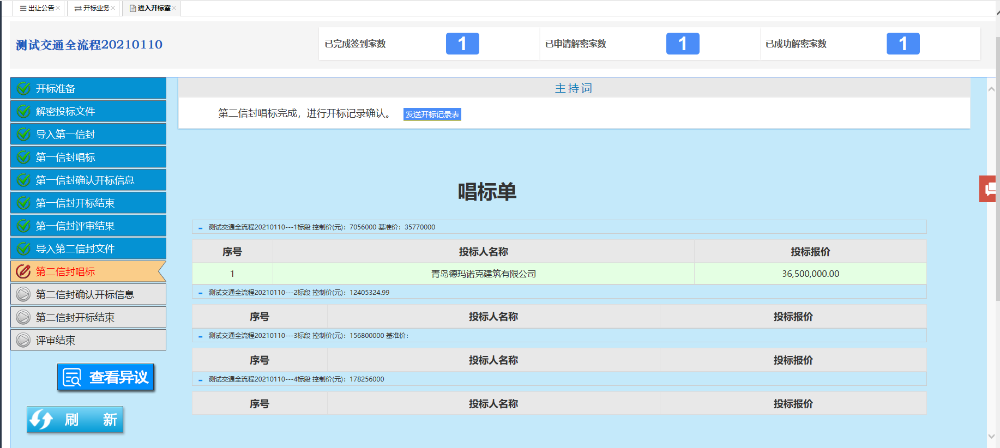 出让公告 开标业务 进入开标室
测试交通全流程20210110
已完成签到家数 1 已申请解密家数 1 已成功解密家数 1
开标准备
解密投标文件
导入第一信封
第一信封唱标
第一信封确认开标信息
第一信封开标结束
第一信封评审结果
导入第二信封文件
第二信封唱标
第二信封确认开标信息
第二信封开标结束
评审结束
查看异议
刷 新
主持词
第二信封唱标完成，进行开标记录确认。 发送开标记录表
唱标单
测试交通全流程20210110---1标段 控制价(元)：7056000 基准价：35770000
序号 投标人名称 投标报价
1 青岛德玛诺克建筑有限公司 36,500,000.00
测试交通全流程20210110---2标段 控制价(元)：12405324.99
序号 投标人名称 投标报价
测试交通全流程20210110---3标段 控制价(元)：156800000 基准价：
序号 投标人名称 投标报价
测试交通全流程20210110---4标段 控制价(元)：178256000
序号 投标人名称 投标报价